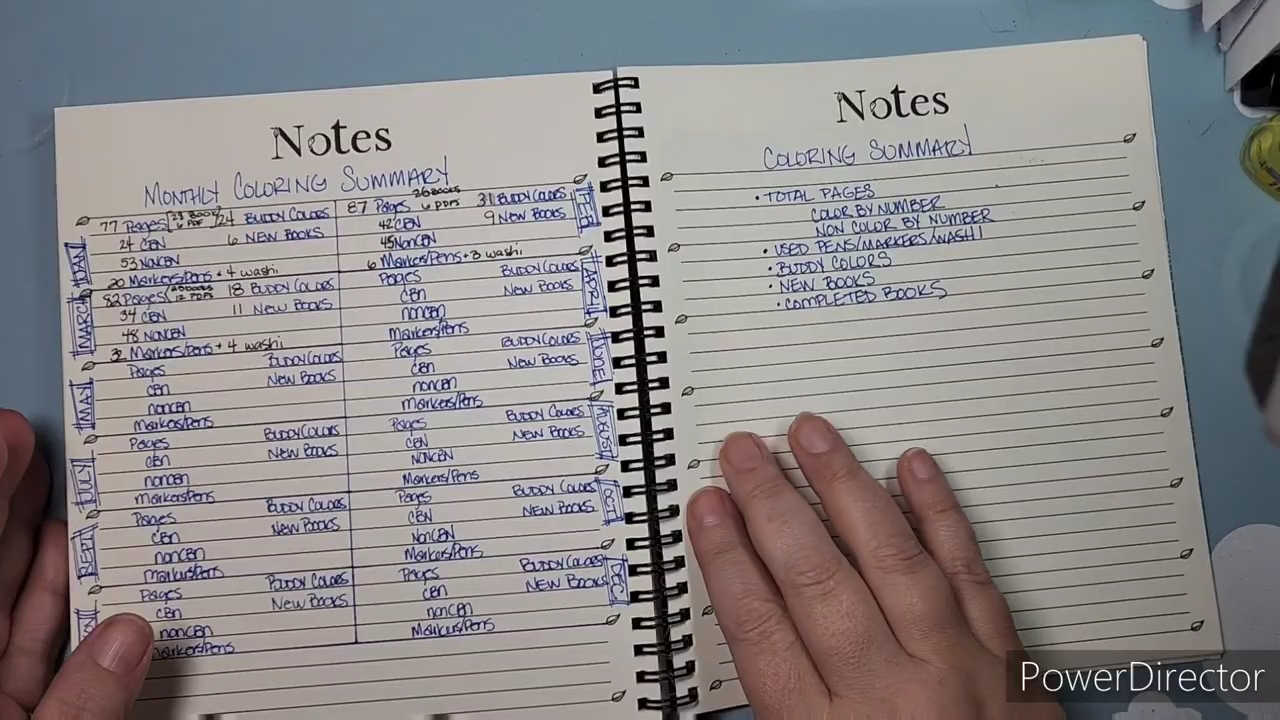 Notes
MONTHLY COLORING SUMMARY
JAN
77 Pages 24 BUDDY COLORS
24 CBN 6 NEW BOOKS
53 NONCBN
20 Markers/Pens + 4 washi
FEB
87 Pages 26 BOOKS 6 PDFS 31 BUDDY COLORS
42 CBN 9 NEW BOOKS
45 NonCBN
6 Markers/Pens + 3 washi
MARCH
82 Pages 12 PDFS 18 BUDDY COLORS
34 CBN 11 NEW BOOKS
48 NONCBN
32 Markers/Pens + 4 washi
APRIL
Pages BUDDY COLORS
CBN NEW BOOKS
NONCBN
Markers/Pens
MAY
Pages BUDDY COLORS
CBN NEW BOOKS
NONCBN
Markers/Pens
JUNE
Pages BUDDY COLORS
CBN NEW BOOKS
NONCBN
Markers/Pens
JULY
Pages BUDDY COLORS
CBN NEW BOOKS
NONCBN
Markers/Pens
AUGUST
Pages BUDDY COLORS
CBN NEW BOOKS
NONCBN
Markers/Pens
SEPT
Pages BUDDY COLORS
CBN NEW BOOKS
NONCBN
Markers/Pens
OCT
Pages BUDDY COLORS
CBN NEW BOOKS
NonCBN
Markers/Pens
Pages BUDDY COLORS
CBN NEW BOOKS
NONCBN
Markers/Pens
DEC
Pages BUDDY COLORS
CBN NEW BOOKS
NONCBN
Markers/Pens
Notes
COLORING SUMMARY
• TOTAL PAGES
COLOR BY NUMBER
NON COLOR BY NUMBER
• USED PENS/MARKERS/WASHI
• BUDDY COLORS
• NEW BOOKS
• COMPLETED BOOKS
PowerDirector